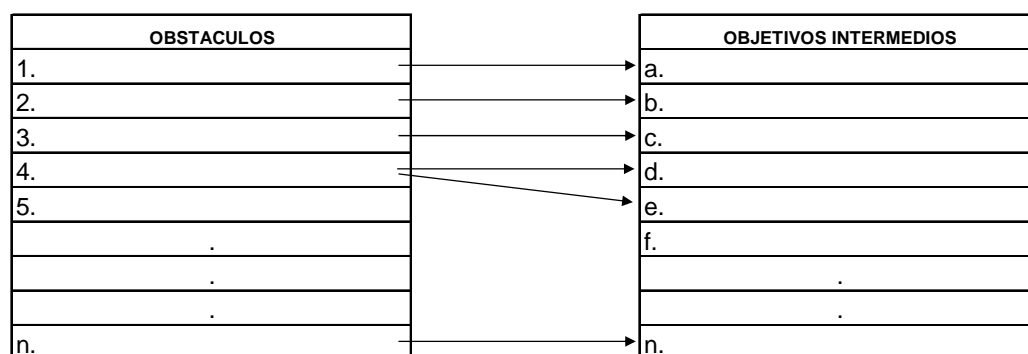 OBSTACULOS
1.
2.
3.
4.
5.
.
.
.
n.
OBJETIVOS INTERMEDIOS
a.
b.
c.
d.
e.
f.
.
.
n.